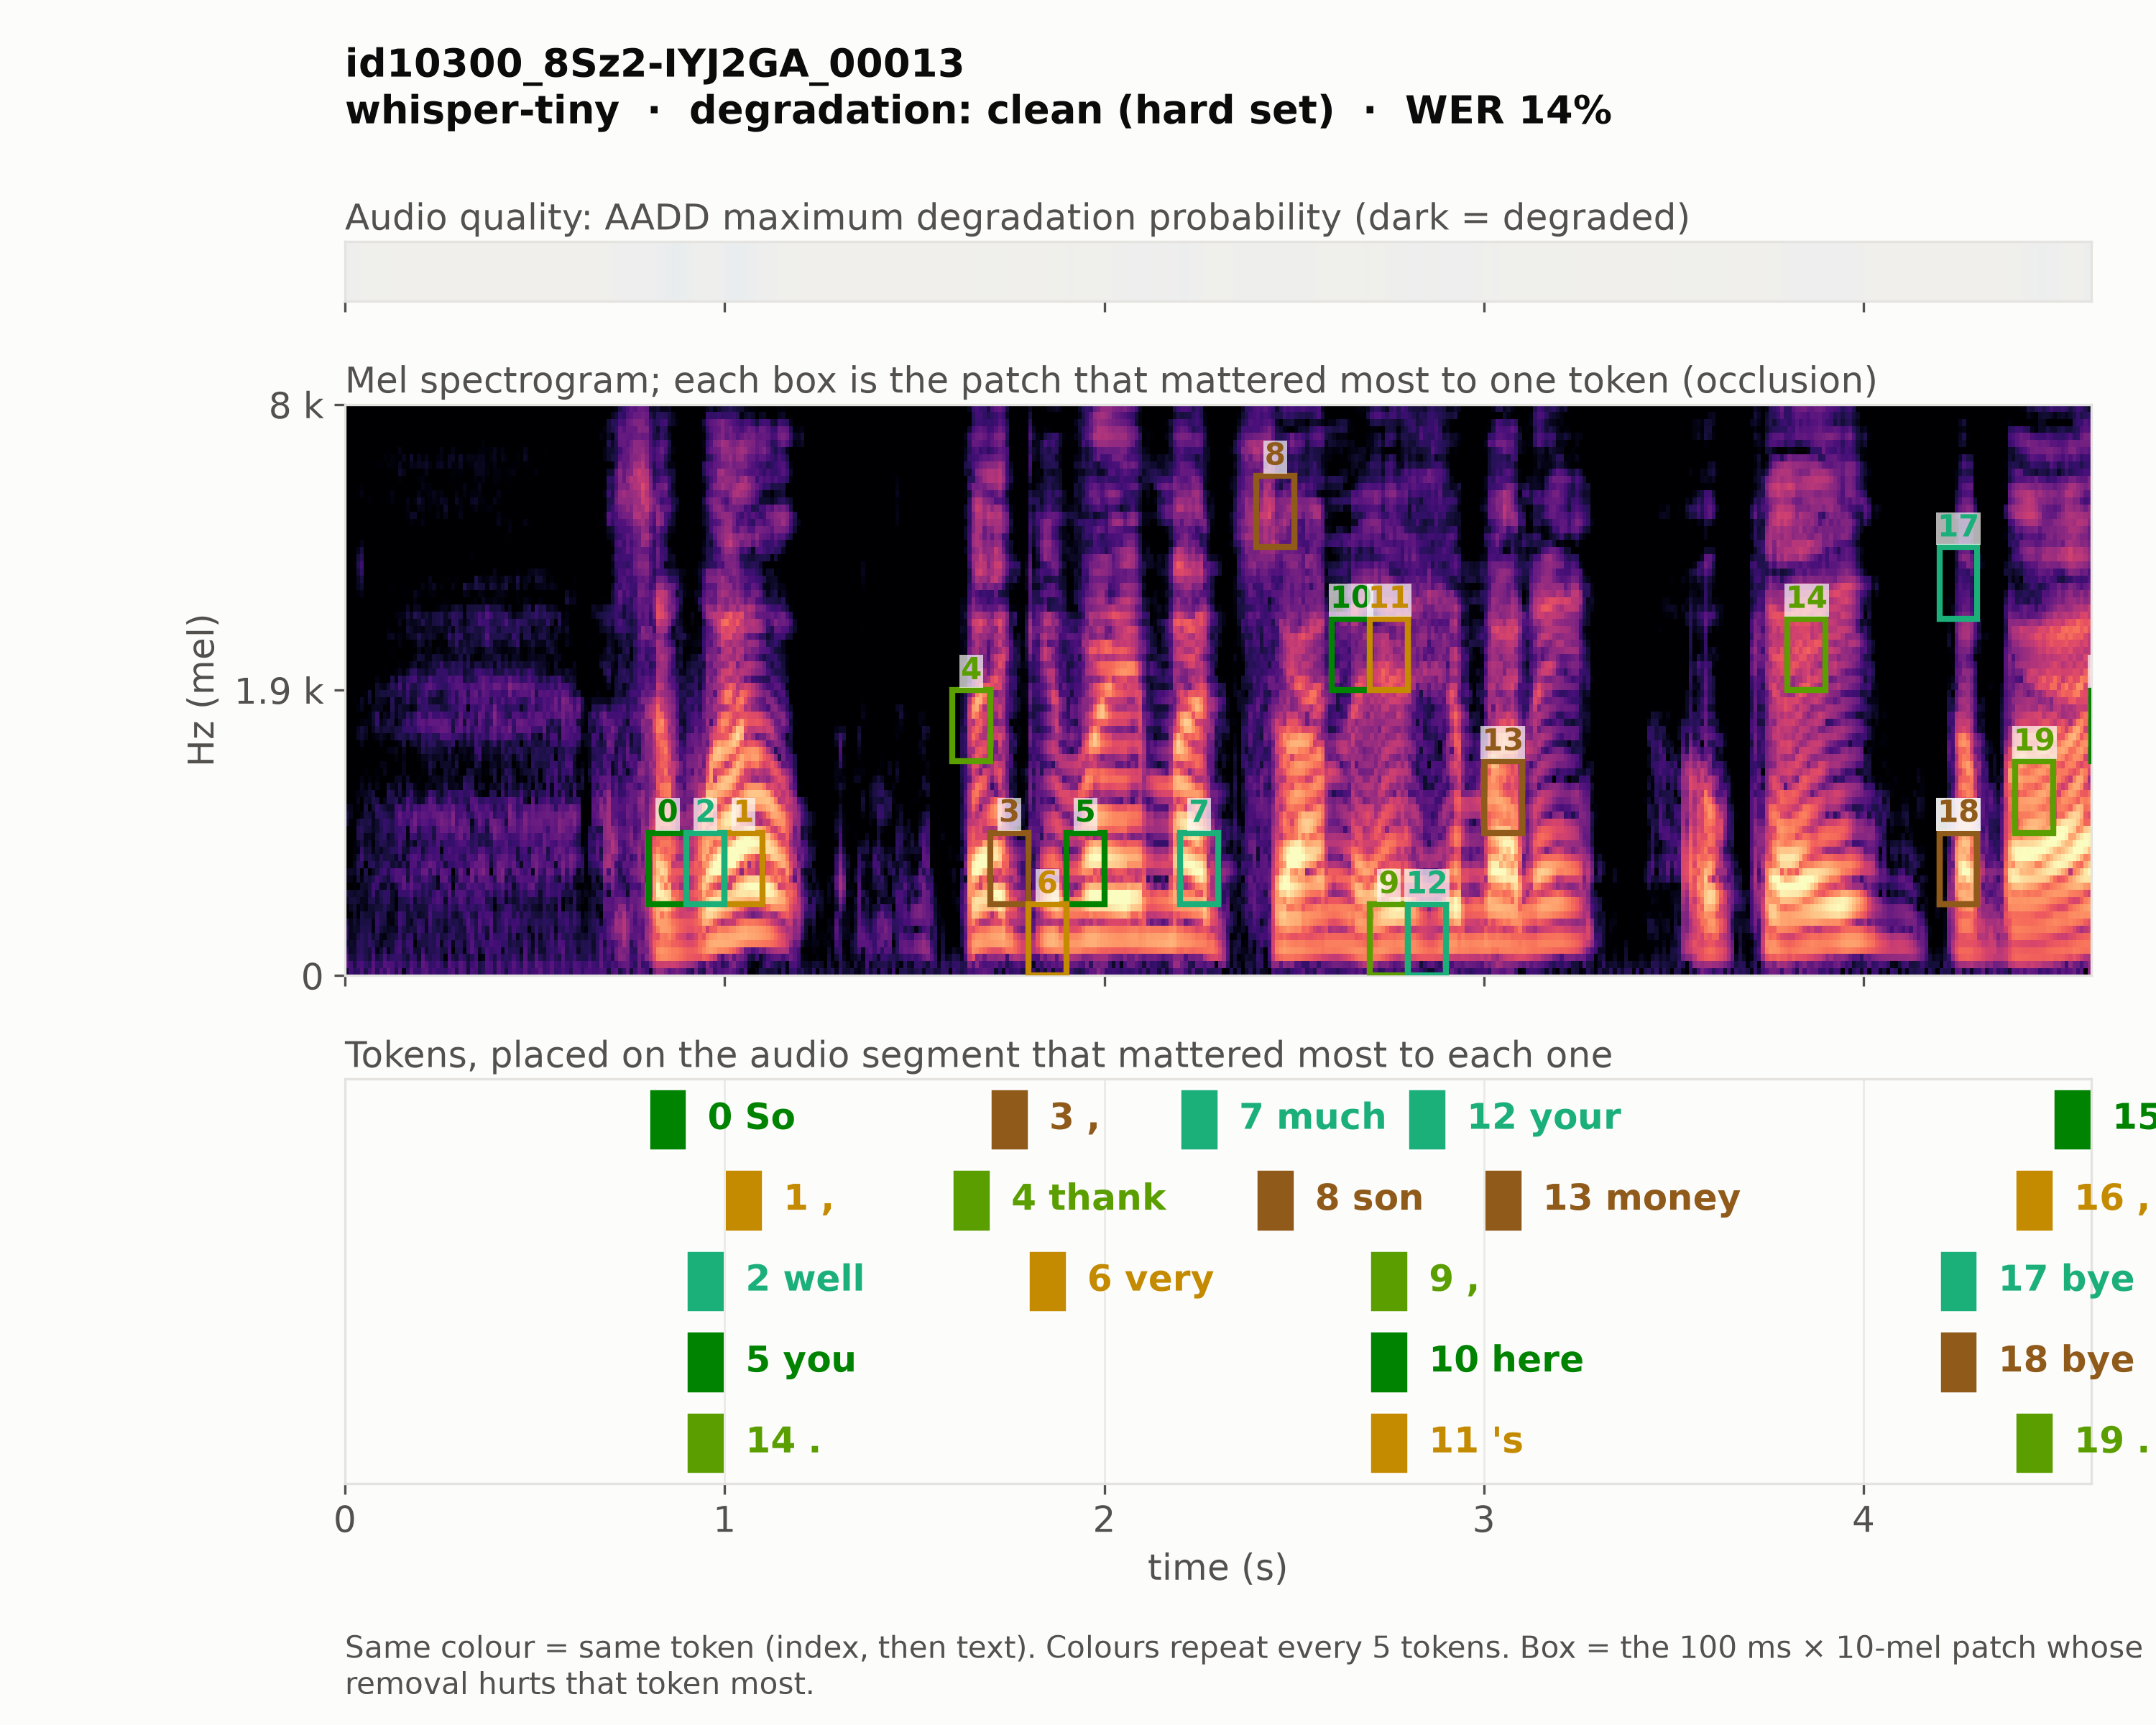 id10300_8Sz2-IYJ2GA_00013
whisper-tiny · degradation: clean (hard set) · WER 14%
Audio quality: AADD maximum degradation probability (dark = degraded)
Mel spectrogram; each box is the patch that mattered most to one token (occlusion)
8 k
1.9 k
0
Hz (mel)
8
17
10 11
14
4
13
19
0 2 1
3
5
7
18
6
9 12
Tokens, placed on the audio segment that mattered most to each one
0 So
3 ,
7 much
12 your
15
1 ,
4 thank
8 son
13 money
16 ,
2 well
6 very
9 ,
17 bye
5 you
10 here
18 bye
14 .
11 's
19 .
0 1 2 3 4
time (s)
Same colour = same token (index, then text). Colours repeat every 5 tokens. Box = the 100 ms × 10-mel patch whose
removal hurts that token most.